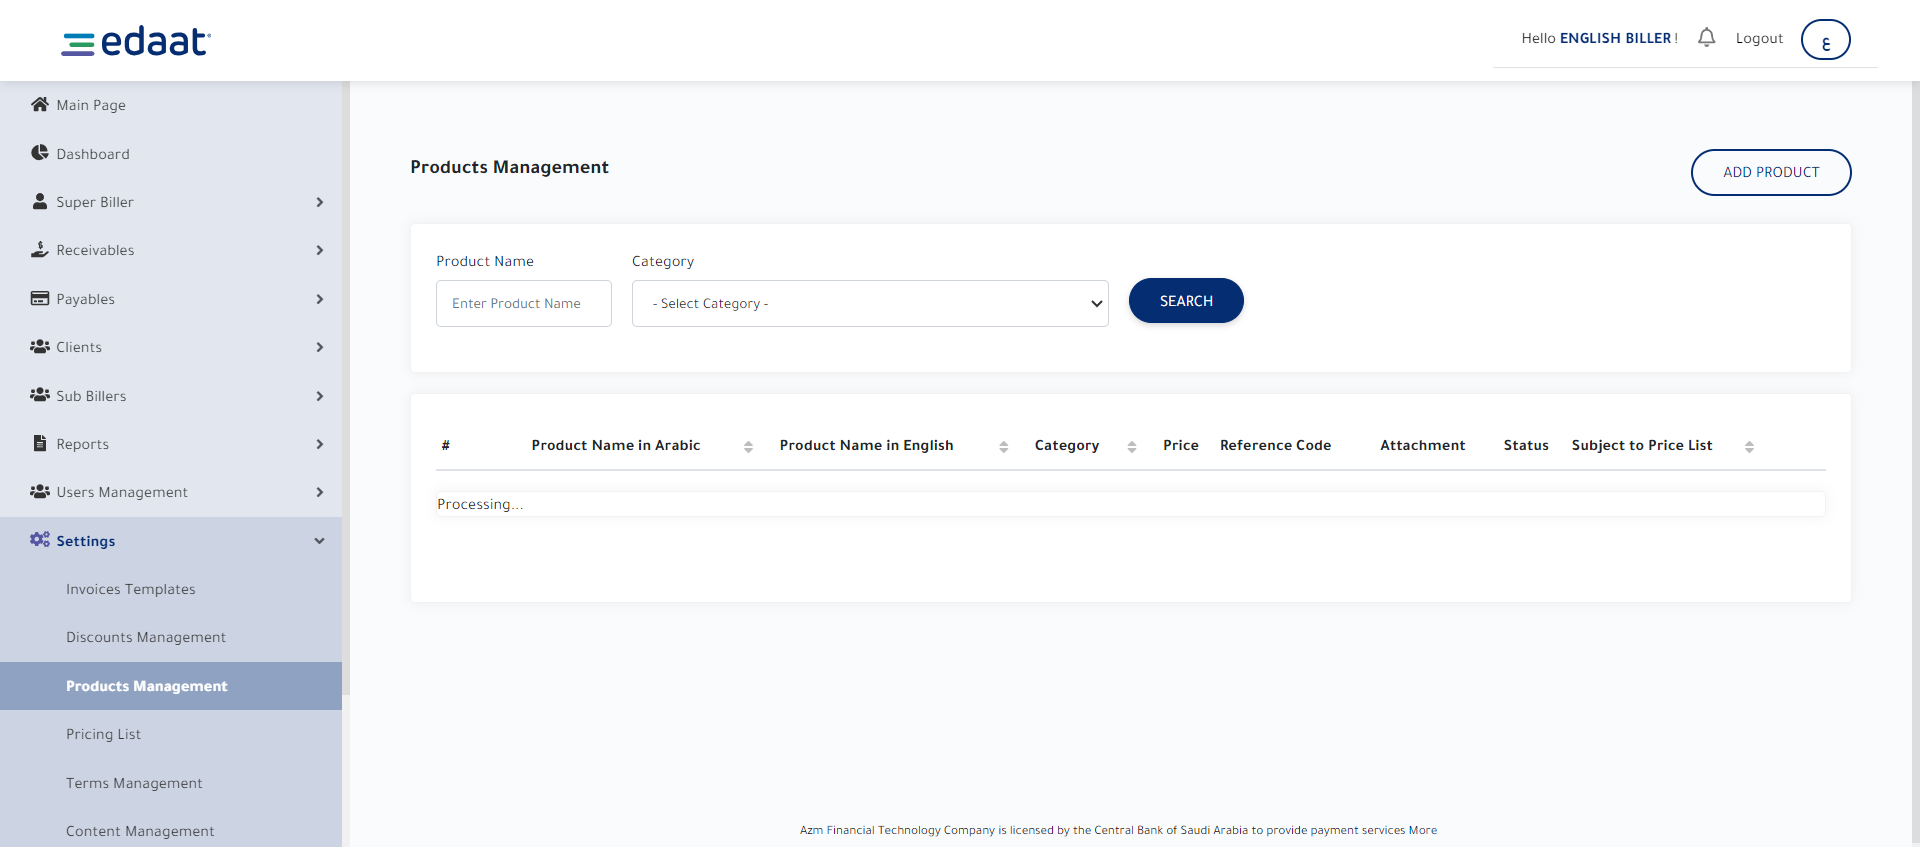 edaat
Hello ENGLISH BILLER !
Logout
ع
Main Page
Dashboard
Super Biller
Receivables
Payables
Clients
Sub Billers
Reports
Users Management
Settings
Invoices Templates
Discounts Management
Products Management
Pricing List
Terms Management
Content Management
Products Management
ADD PRODUCT
Product Name
Category
Enter Product Name
- Select Category -
SEARCH
# Product Name in Arabic Product Name in English Category Price Reference Code Attachment Status Subject to Price List
Processing...
Azm Financial Technology Company is licensed by the Central Bank of Saudi Arabia to provide payment services More